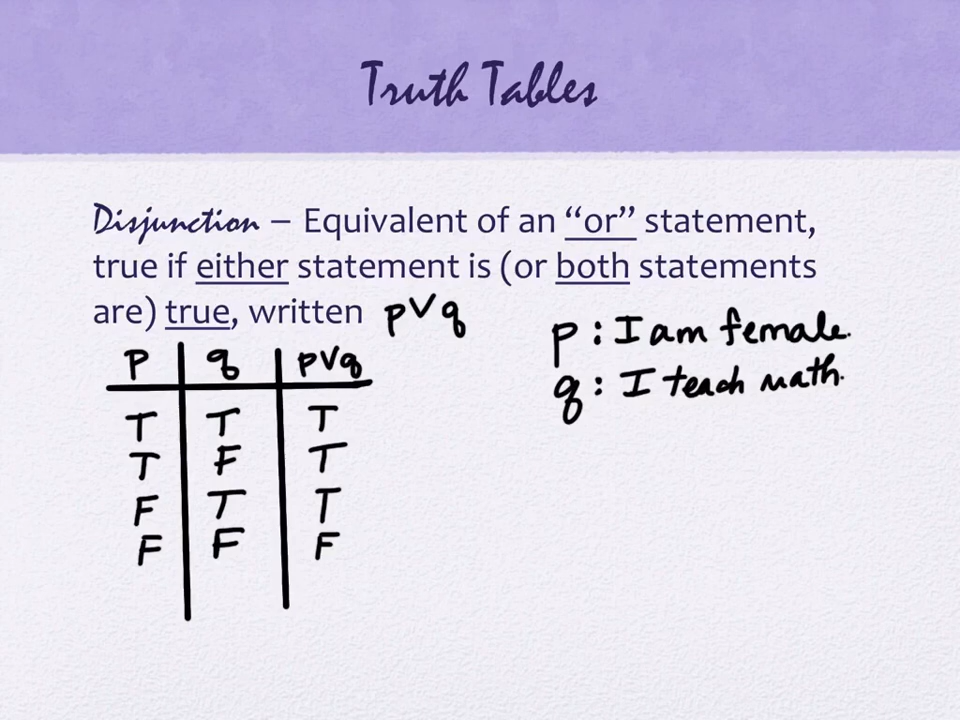 Truth Tables
Disjunction – Equivalent of an “or” statement,
true if either statement is (or both statements
are) true, written p∨q
p : I am female.
q : I teach math.
p q p∨q
T T T
T F T
F T T
F F F